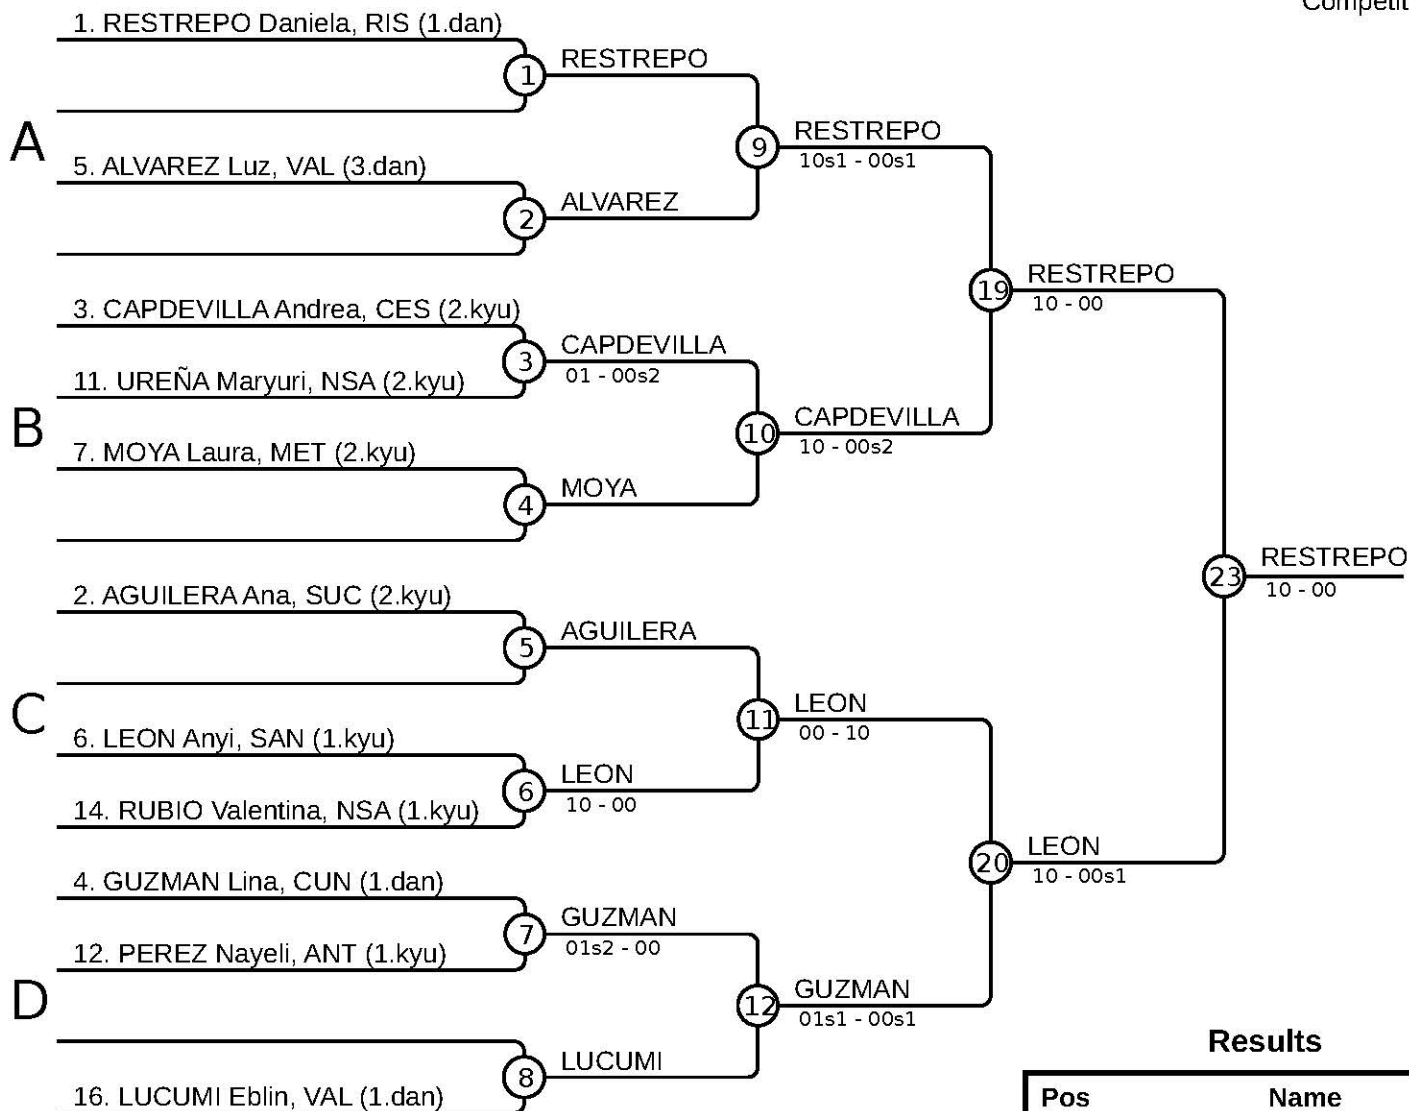 Competit
1. RESTREPO Daniela, RIS (1.dan)
1
RESTREPO
A
9
RESTREPO
10s1 - 00s1
5. ALVAREZ Luz, VAL (3.dan)
2
ALVAREZ
19
RESTREPO
10 - 00
3. CAPDEVILLA Andrea, CES (2.kyu)
3
CAPDEVILLA
01 - 00s2
11. UREÑA Maryuri, NSA (2.kyu)
B
10
CAPDEVILLA
10 - 00s2
7. MOYA Laura, MET (2.kyu)
4
MOYA
23
RESTREPO
10 - 00
2. AGUILERA Ana, SUC (2.kyu)
5
AGUILERA
C
11
LEON
00 - 10
6. LEON Anyi, SAN (1.kyu)
6
LEON
10 - 00
14. RUBIO Valentina, NSA (1.kyu)
20
LEON
10 - 00s1
4. GUZMAN Lina, CUN (1.dan)
7
GUZMAN
01s2 - 00
12. PEREZ Nayeli, ANT (1.kyu)
D
12
GUZMAN
01s1 - 00s1
8
LUCUMI
16. LUCUMI Eblin, VAL (1.dan)
Results
Pos Name